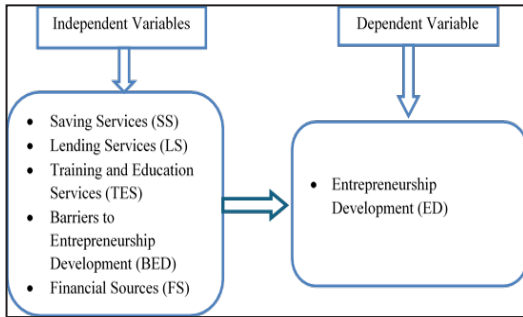 Independent Variables
Dependent Variable
• Saving Services (SS)
• Lending Services (LS)
• Training and Education
Services (TES)
• Barriers to
Entrepreneurship
Development (BED)
• Financial Sources (FS)
• Entrepreneurship
Development (ED)